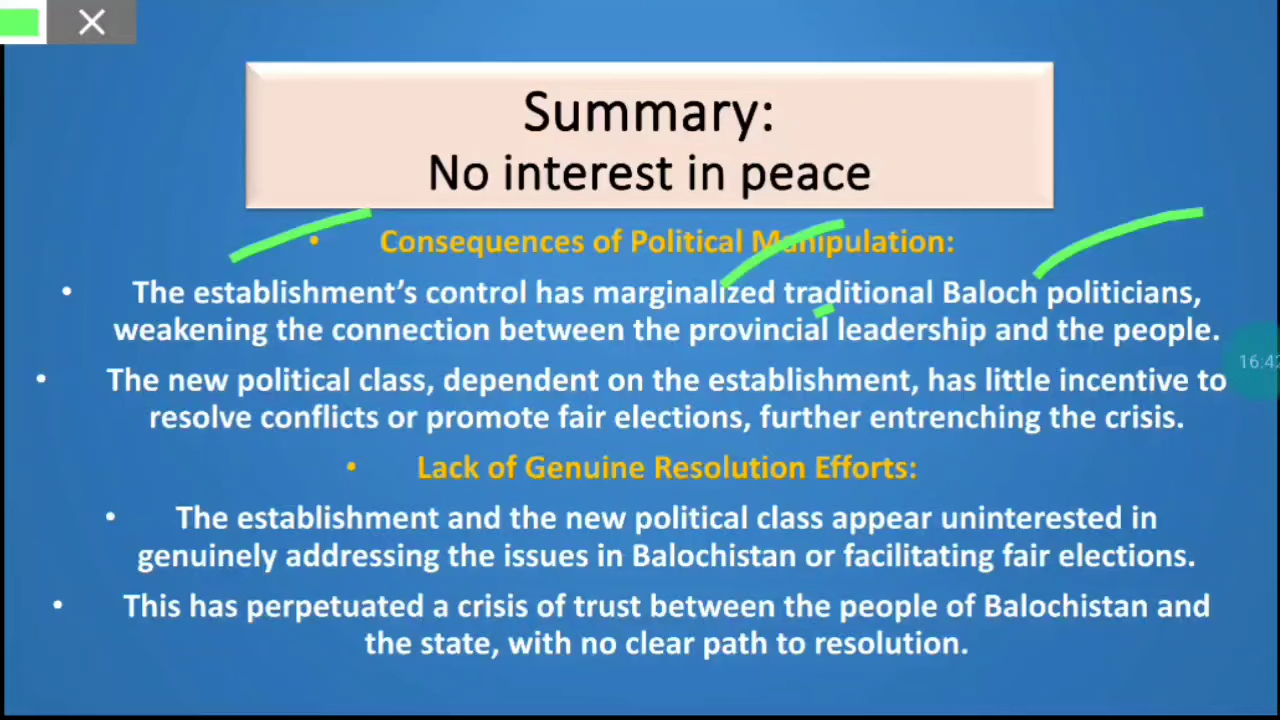 Summary:
No interest in peace
• Consequences of Political Manipulation:
• The establishment’s control has marginalized traditional Baloch politicians,
weakening the connection between the provincial leadership and the people.
• The new political class, dependent on the establishment, has little incentive to
resolve conflicts or promote fair elections, further entrenching the crisis.
• Lack of Genuine Resolution Efforts:
• The establishment and the new political class appear uninterested in
genuinely addressing the issues in Balochistan or facilitating fair elections.
• This has perpetuated a crisis of trust between the people of Balochistan and
the state, with no clear path to resolution.